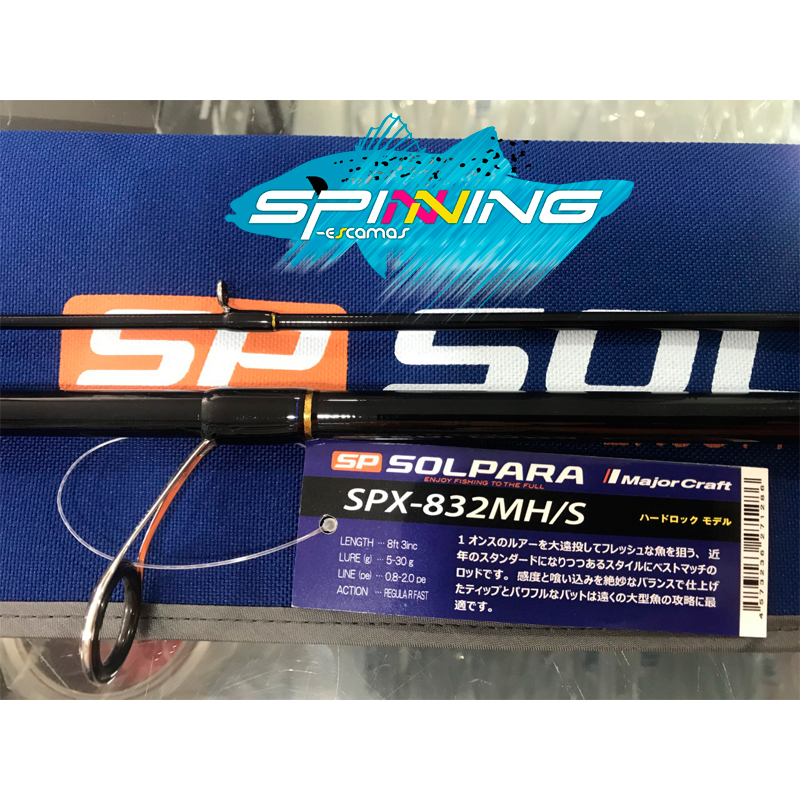 SPINNING
-escamas
SP SOL
SP SOLPARA
ENJOY FISHING TO THE FULL
MajorCraft
SPX-832MH/S
ハードロック モデル
LENGTH … 8ft 3inc
LURE (g) … 5-30 g
LINE (pe) … 0.8-2.0 pe
ACTION … REGULA R FAST
1 オンスのルアーを大遠投してフレッシュな魚を狙う、近
年のスタンダードになりつつあるスタイルにベストマッチの
ロッドです。 感度と喰い込みを絶妙なバランスで仕上げ
たティップとパワフルなバットは遠くの大型魚の攻略に最
適です。
4 573236 271266